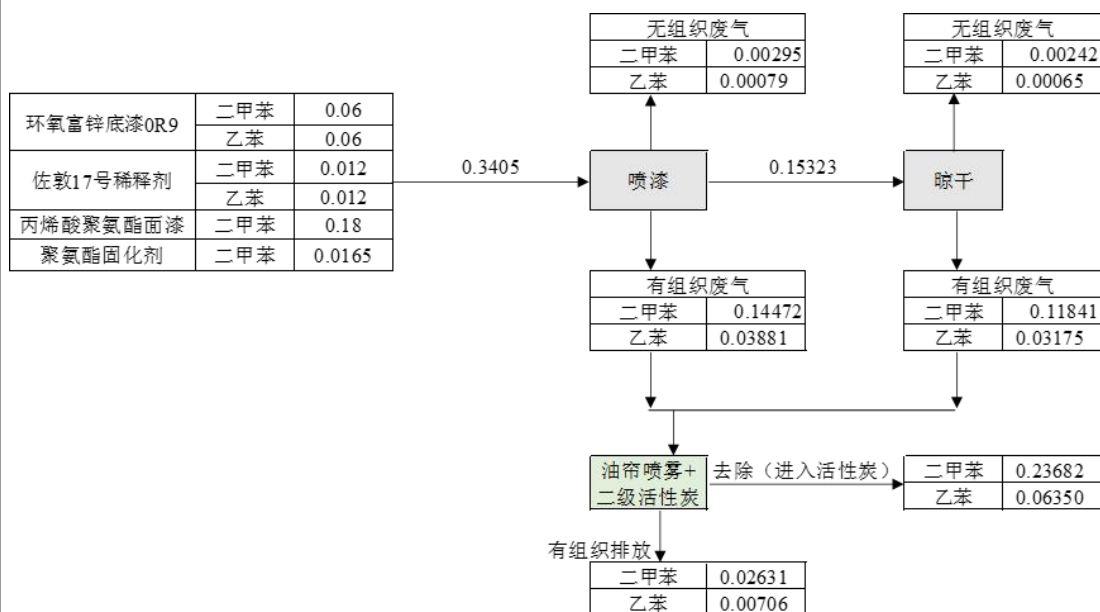 无组织废气
二甲苯 0.00295
乙苯 0.00079
无组织废气
二甲苯 0.00242
乙苯 0.00065
环氧富锌底漆0R9 二甲苯 0.06
乙苯 0.06
佐敦17号稀释剂 二甲苯 0.012
乙苯 0.012
丙烯酸聚氨酯面漆 二甲苯 0.18
聚氨酯固化剂 二甲苯 0.0165
0.3405
喷漆
0.15323
晾干
有组织废气
二甲苯 0.14472
乙苯 0.03881
有组织废气
二甲苯 0.11841
乙苯 0.03175
油帘喷雾+
二级活性炭
去除（进入活性炭）
二甲苯 0.23682
乙苯 0.06350
有组织排放
二甲苯 0.02631
乙苯 0.00706